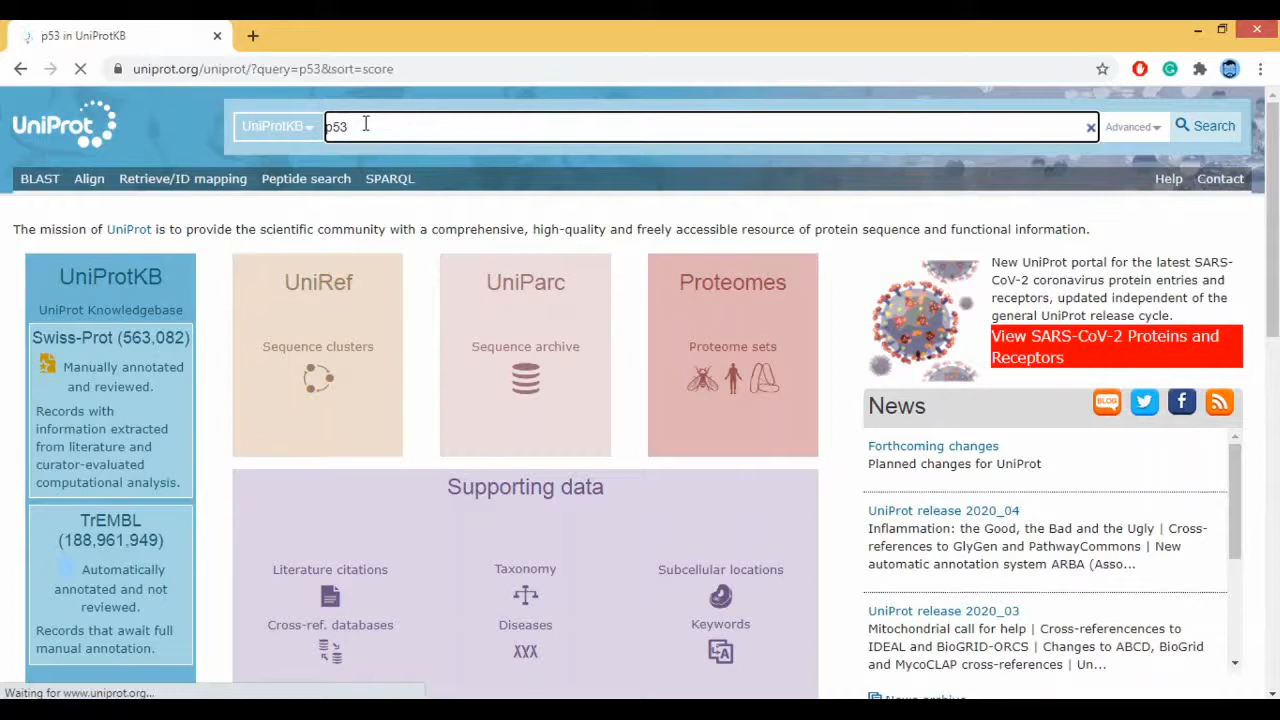 p53 in UniProtKB
uniprot.org/uniprot/?query=p53&sort=score
UniProt
UniProtKB
p53
Advanced
Search
BLAST Align Retrieve/ID mapping Peptide search SPARQL
Help Contact
The mission of UniProt is to provide the scientific community with a comprehensive, high-quality and freely accessible resource of protein sequence and functional information.
UniProtKB
UniProt Knowledgebase
Swiss-Prot (563,082)
Manually annotated
and reviewed.
Records with
information extracted
from literature and
curator-evaluated
computational analysis.
TrEMBL
(188,961,949)
Automatically
annotated and not
reviewed.
Records that await full
manual annotation.
UniRef
Sequence clusters
UniParc
Sequence archive
Proteomes
Proteome sets
Supporting data
Literature citations
Taxonomy
Subcellular locations
Cross-ref. databases
Diseases
Keywords
XXX
New UniProt portal for the latest SARS-
CoV-2 coronavirus protein entries and
receptors, updated independent of the
general UniProt release cycle.
View SARS-CoV-2 Proteins and
Receptors
News
BLOG
Forthcoming changes
Planned changes for UniProt
UniProt release 2020_04
Inflammation: the Good, the Bad and the Ugly | Cross-
references to GlyGen and PathwayCommons | New
automatic annotation system ARBA (Asso...
UniProt release 2020_03
Mitochondrial call for help | Cross-referencences to
IDEAL and BioGRID-ORCS | Changes to ABCD, BioGrid
and MycoCLAP cross-references | Un...
News archive
Waiting for www.uniprot.org...